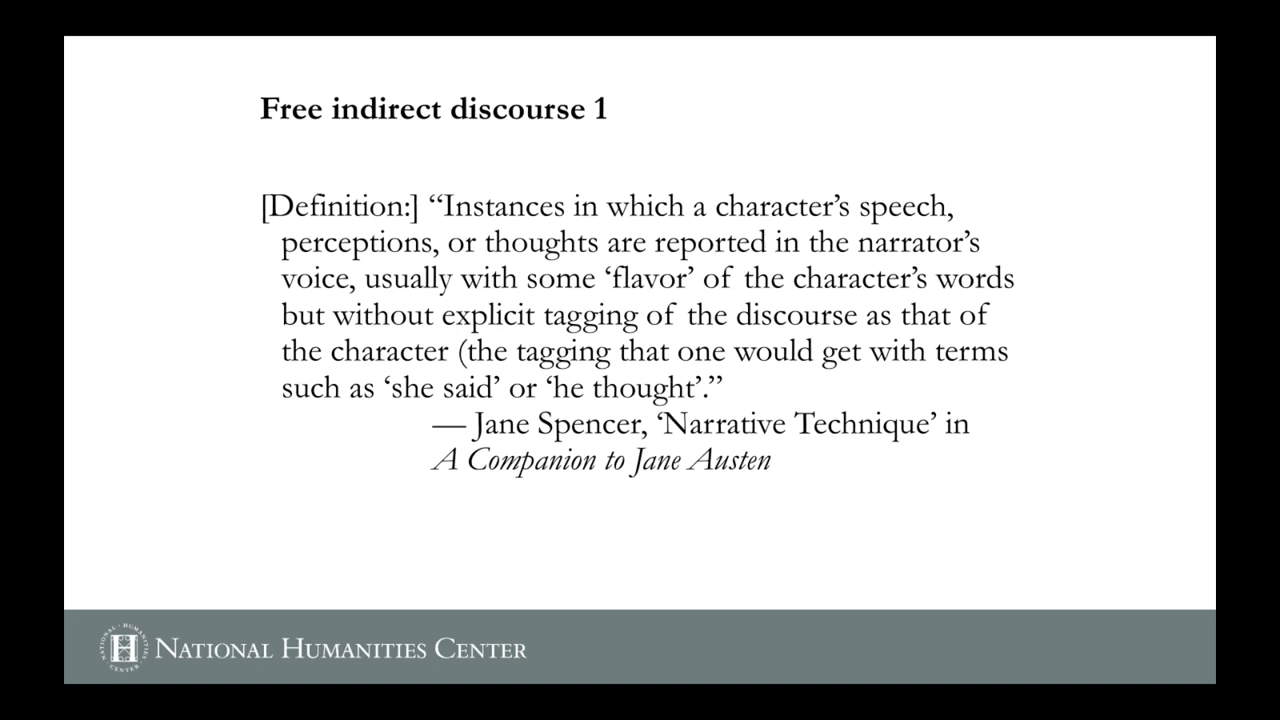 Free indirect discourse 1
[Definition:] “Instances in which a character’s speech,
perceptions, or thoughts are reported in the narrator’s
voice, usually with some ‘flavor’ of the character’s words
but without explicit tagging of the discourse as that of
the character (the tagging that one would get with terms
such as ‘she said’ or ‘he thought’.”
— Jane Spencer, ‘Narrative Technique’ in
A Companion to Jane Austen
NATIONAL HUMANITIES CENTER
NATIONAL HUMANITIES CENTER